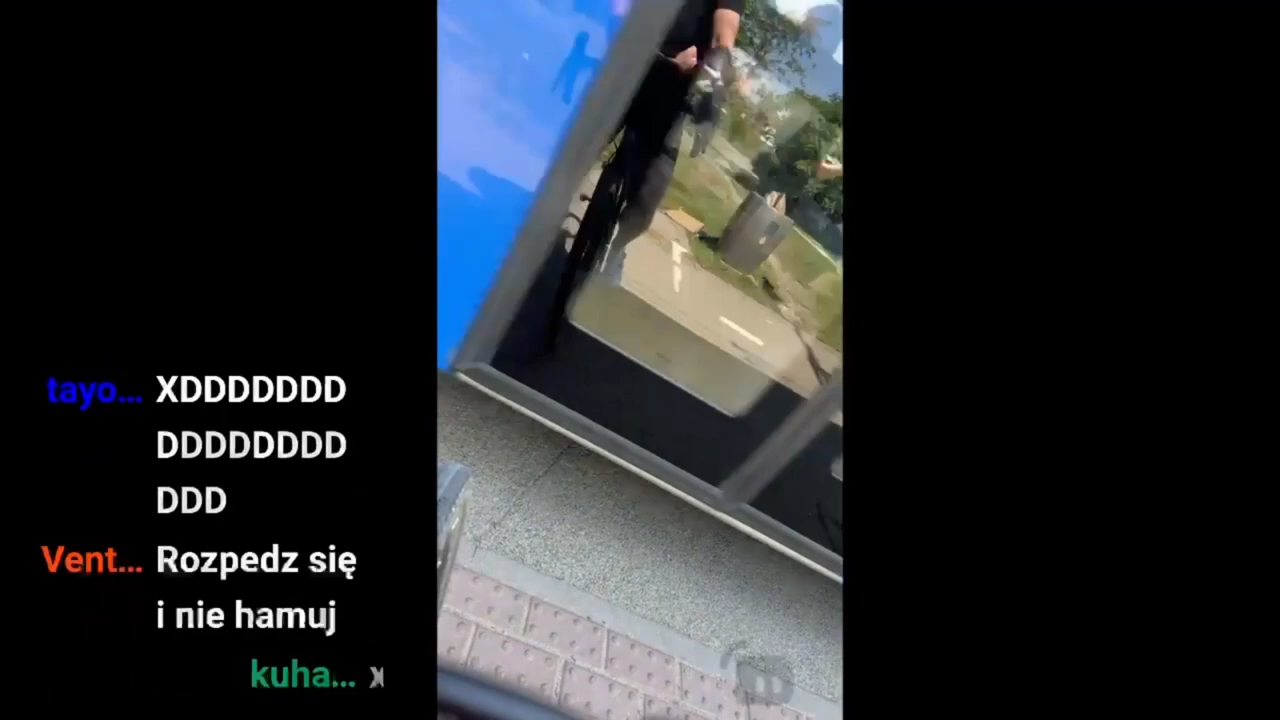 tayo... XDDDDDDD
DDDDDDDD
DDD
Vent... Rozpedz się
i nie hamuj
kuha... x